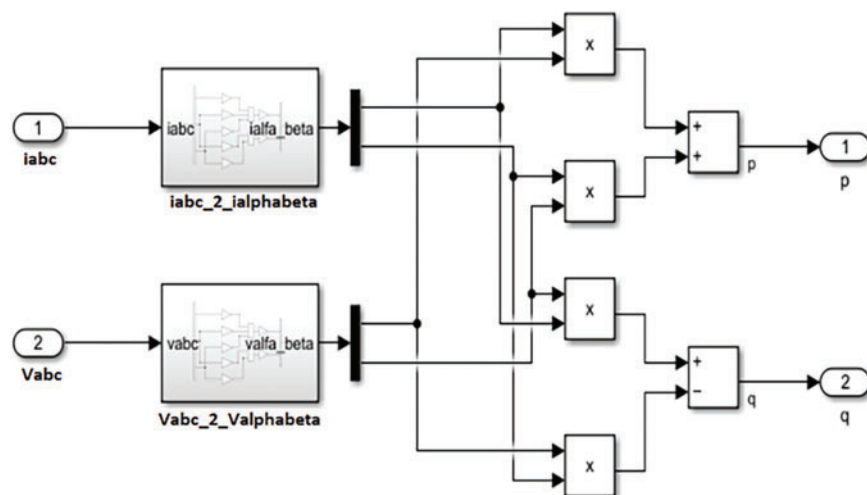 x
1
iabc
iabc
ialfa_beta
iabc_2_ialphabeta
x
+
+
p
1
p
2
Vabc
vabc
valfa_beta
Vabc_2_Valphabeta
x
+
−
q
2
q
x